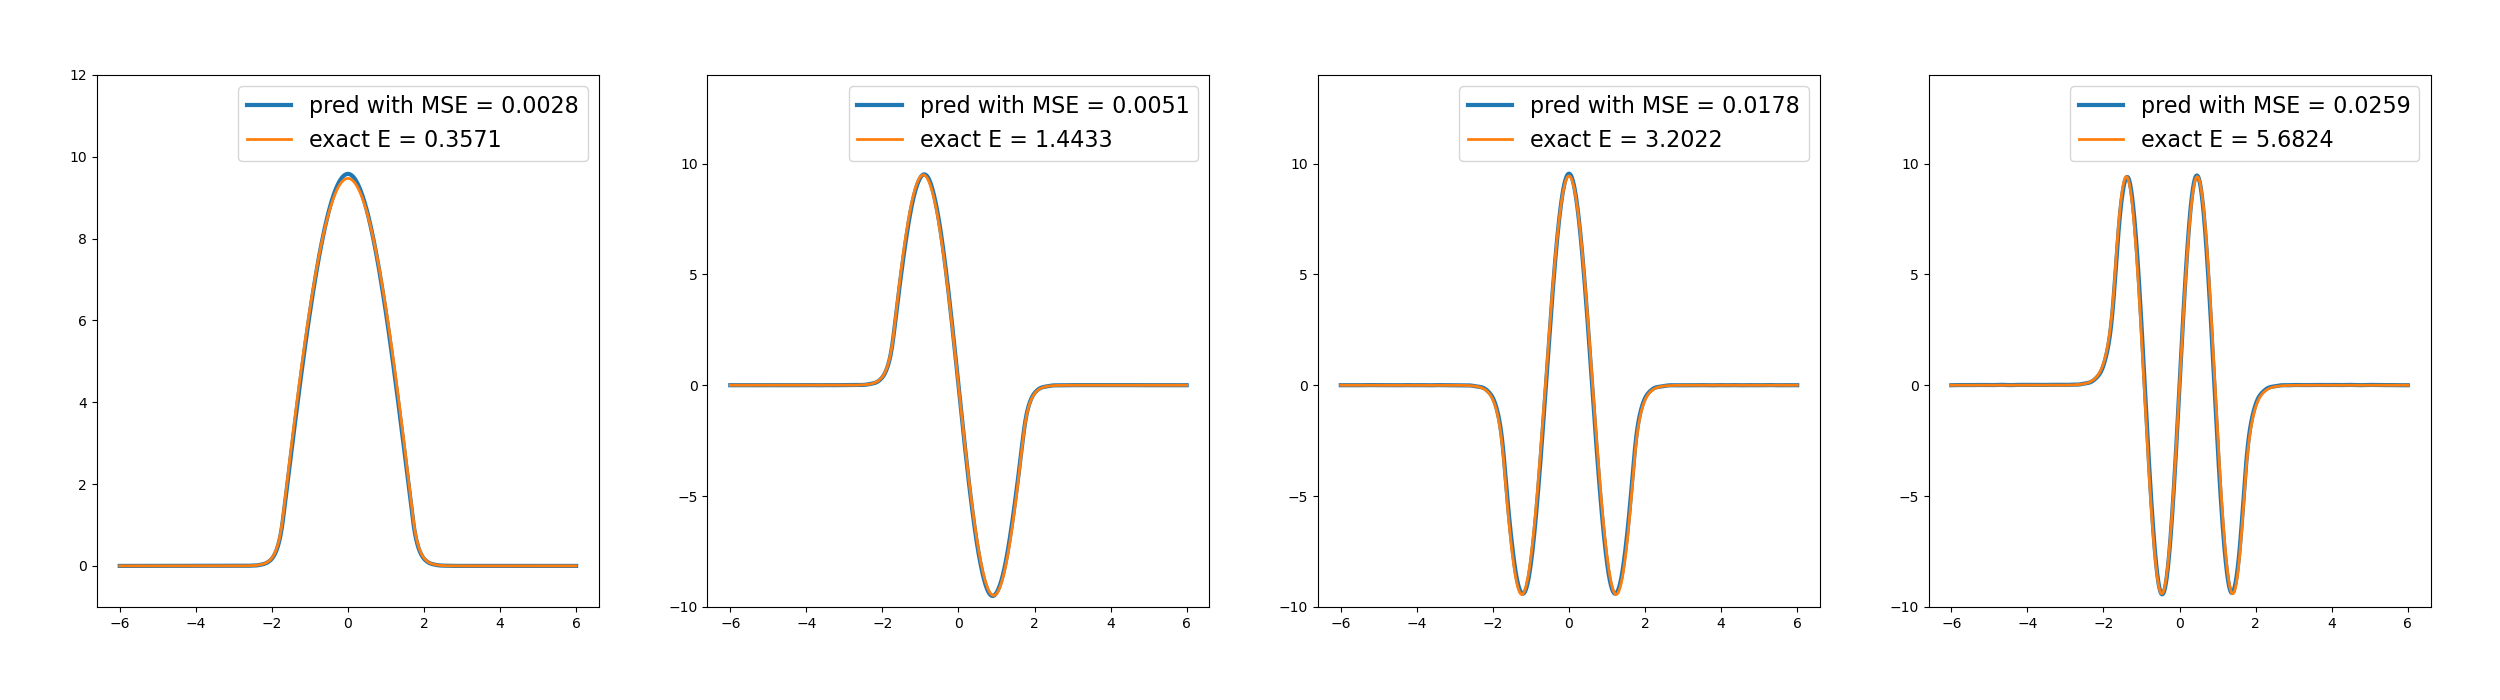 pred with MSE = 0.0028
exact E = 0.3571
12
10
8
6
4
2
0
−6 −4 −2 0 2 4 6
pred with MSE = 0.0051
exact E = 1.4433
10
5
0
−5
−10
−6 −4 −2 0 2 4 6
pred with MSE = 0.0178
exact E = 3.2022
10
5
0
−5
−10
−6 −4 −2 0 2 4 6
pred with MSE = 0.0259
exact E = 5.6824
10
5
0
−5
−10
−6 −4 −2 0 2 4 6